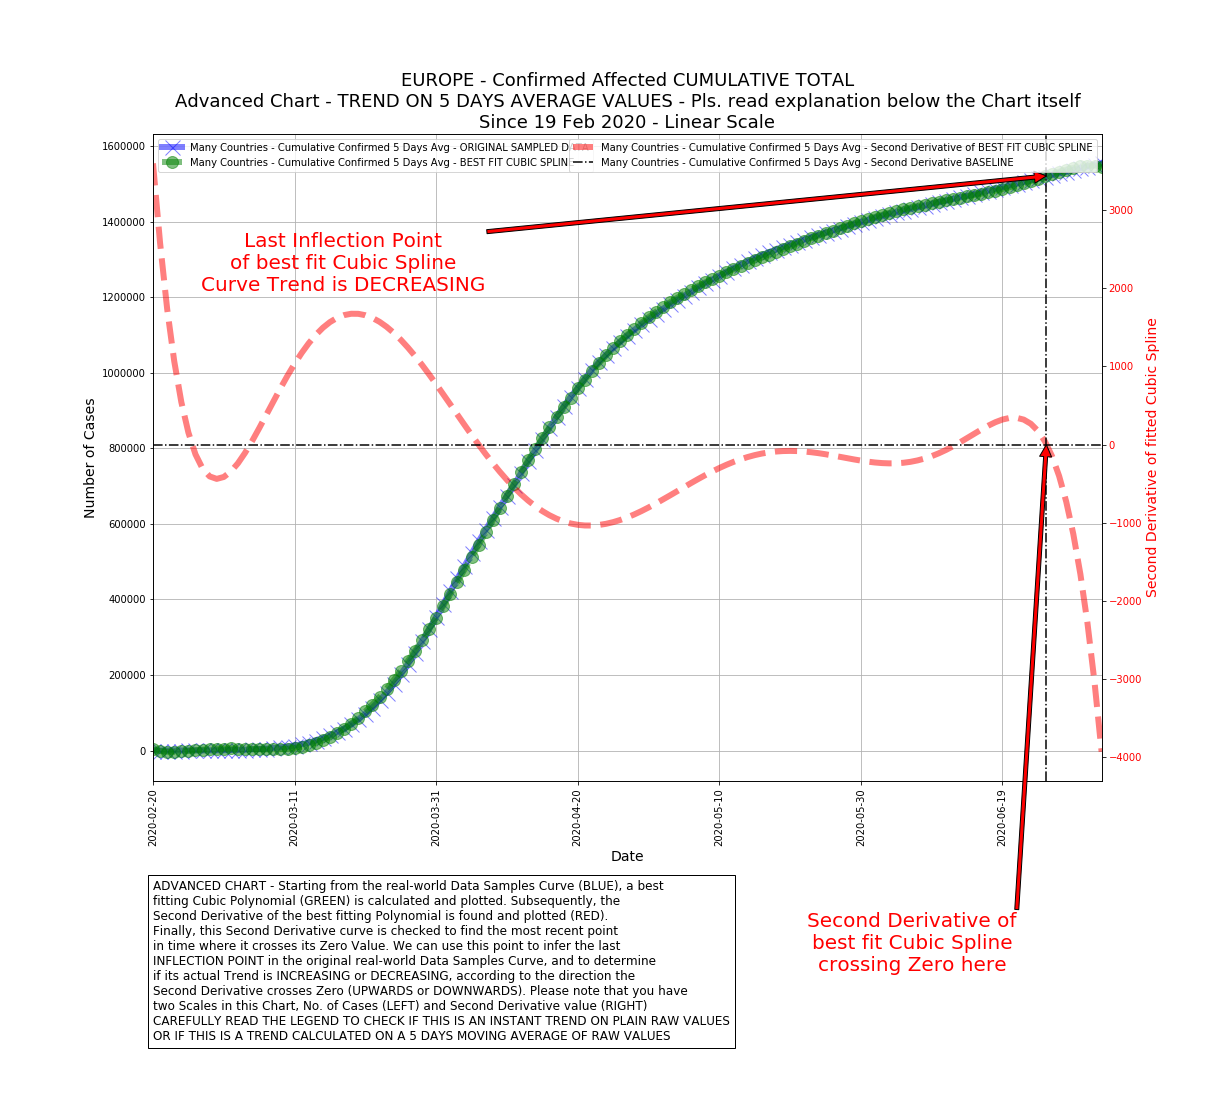 EUROPE - Confirmed Affected CUMULATIVE TOTAL
Advanced Chart - TREND ON 5 DAYS AVERAGE VALUES - Pls. read explanation below the Chart itself
Since 19 Feb 2020 - Linear Scale
Many Countries - Cumulative Confirmed 5 Days Avg - ORIGINAL SAMPLED DATA
Many Countries - Cumulative Confirmed 5 Days Avg - BEST FIT CUBIC SPLIN
Many Countries - Cumulative Confirmed 5 Days Avg - Second Derivative of BEST FIT CUBIC SPLINE
Many Countries - Cumulative Confirmed 5 Days Avg - Second Derivative BASELINE
Last Inflection Point
of best fit Cubic Spline
Curve Trend is DECREASING
Number of Cases
1600000
1400000
1200000
1000000
800000
600000
400000
200000
0
3000
2000
1000
0
−1000
−2000
−3000
−4000
Second Derivative of fitted Cubic Spline
2020-02-20
2020-03-11
2020-03-31
2020-04-20
2020-05-10
2020-05-30
2020-06-19
Date
Second Derivative of
best fit Cubic Spline
crossing Zero here
ADVANCED CHART - Starting from the real-world Data Samples Curve (BLUE), a best
fitting Cubic Polynomial (GREEN) is calculated and plotted. Subsequently, the
Second Derivative of the best fitting Polynomial is found and plotted (RED).
Finally, this Second Derivative curve is checked to find the most recent point
in time where it crosses its Zero Value. We can use this point to infer the last
INFLECTION POINT in the original real-world Data Samples Curve, and to determine
if its actual Trend is INCREASING or DECREASING, according to the direction the
Second Derivative crosses Zero (UPWARDS or DOWNWARDS). Please note that you have
two Scales in this Chart, No. of Cases (LEFT) and Second Derivative value (RIGHT)
CAREFULLY READ THE LEGEND TO CHECK IF THIS IS AN INSTANT TREND ON PLAIN RAW VALUES
OR IF THIS IS A TREND CALCULATED ON A 5 DAYS MOVING AVERAGE OF RAW VALUES